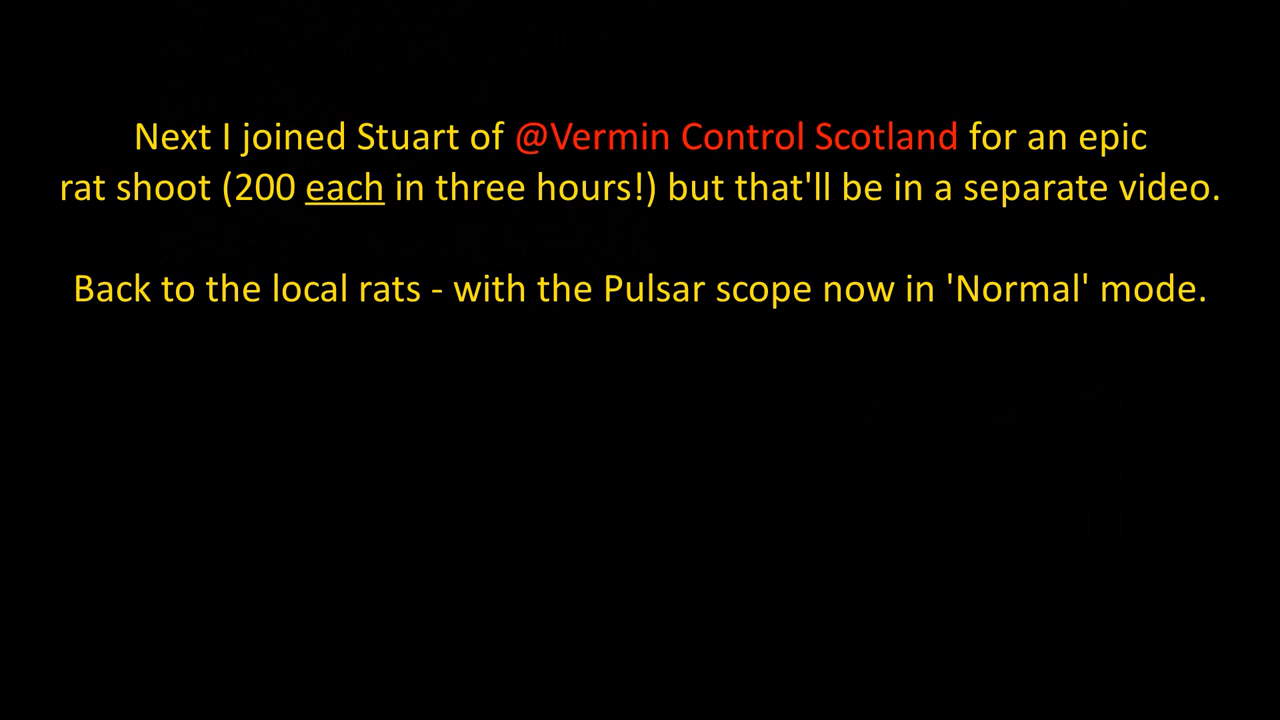 Next I joined Stuart of @Vermin Control Scotland for an epic
rat shoot (200 each in three hours!) but that'll be in a separate video.
Back to the local rats - with the Pulsar scope now in 'Normal' mode.